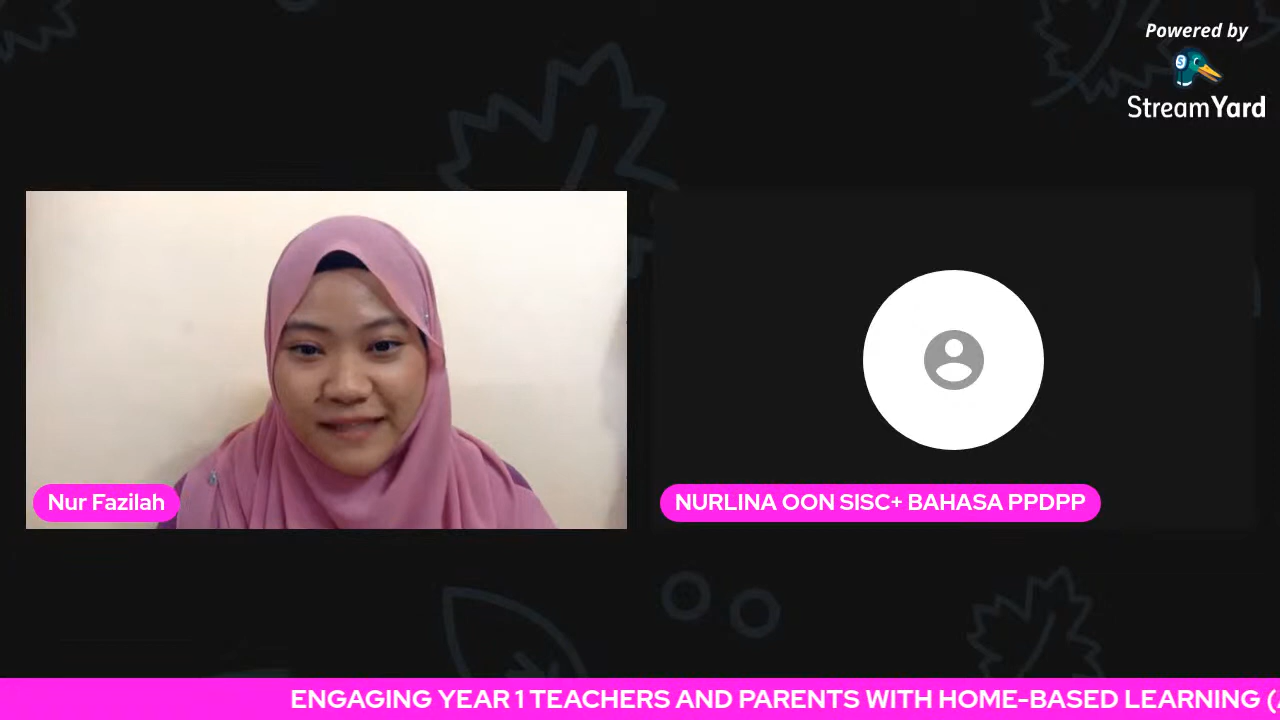 Powered by
StreamYard
Nur Fazilah
NURLINA OON SISC+ BAHASA PPDPP
ENGAGING YEAR 1 TEACHERS AND PARENTS WITH HOME-BASED LEARNING (